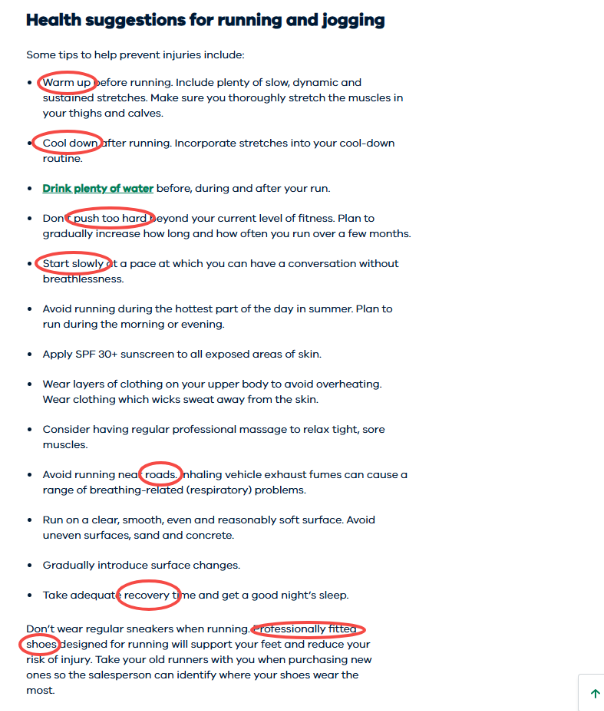 Health suggestions for running and jogging
Some tips to help prevent injuries include:
• Warm up before running. Include plenty of slow, dynamic and
sustained stretches. Make sure you thoroughly stretch the muscles in
your thighs and calves.
• Cool down after running. Incorporate stretches into your cool-down
routine.
• Drink plenty of water before, during and after your run.
• Don't push too hard beyond your current level of fitness. Plan to
gradually increase how long and how often you run over a few months.
• Start slowly at a pace at which you can have a conversation without
breathlessness.
• Avoid running during the hottest part of the day in summer. Plan to
run during the morning or evening.
• Apply SPF 30+ sunscreen to all exposed areas of skin.
• Wear layers of clothing on your upper body to avoid overheating.
Wear clothing which wicks sweat away from the skin.
• Consider having regular professional massage to relax tight, sore
muscles.
• Avoid running near roads. Inhaling vehicle exhaust fumes can cause a
range of breathing-related (respiratory) problems.
• Run on a clear, smooth, even and reasonably soft surface. Avoid
uneven surfaces, sand and concrete.
• Gradually introduce surface changes.
• Take adequate recovery time and get a good night's sleep.
Don't wear regular sneakers when running. Professionally fitted
shoes designed for running will support your feet and reduce your
risk of injury. Take your old runners with you when purchasing new
ones so the salesperson can identify where your shoes wear the
most.